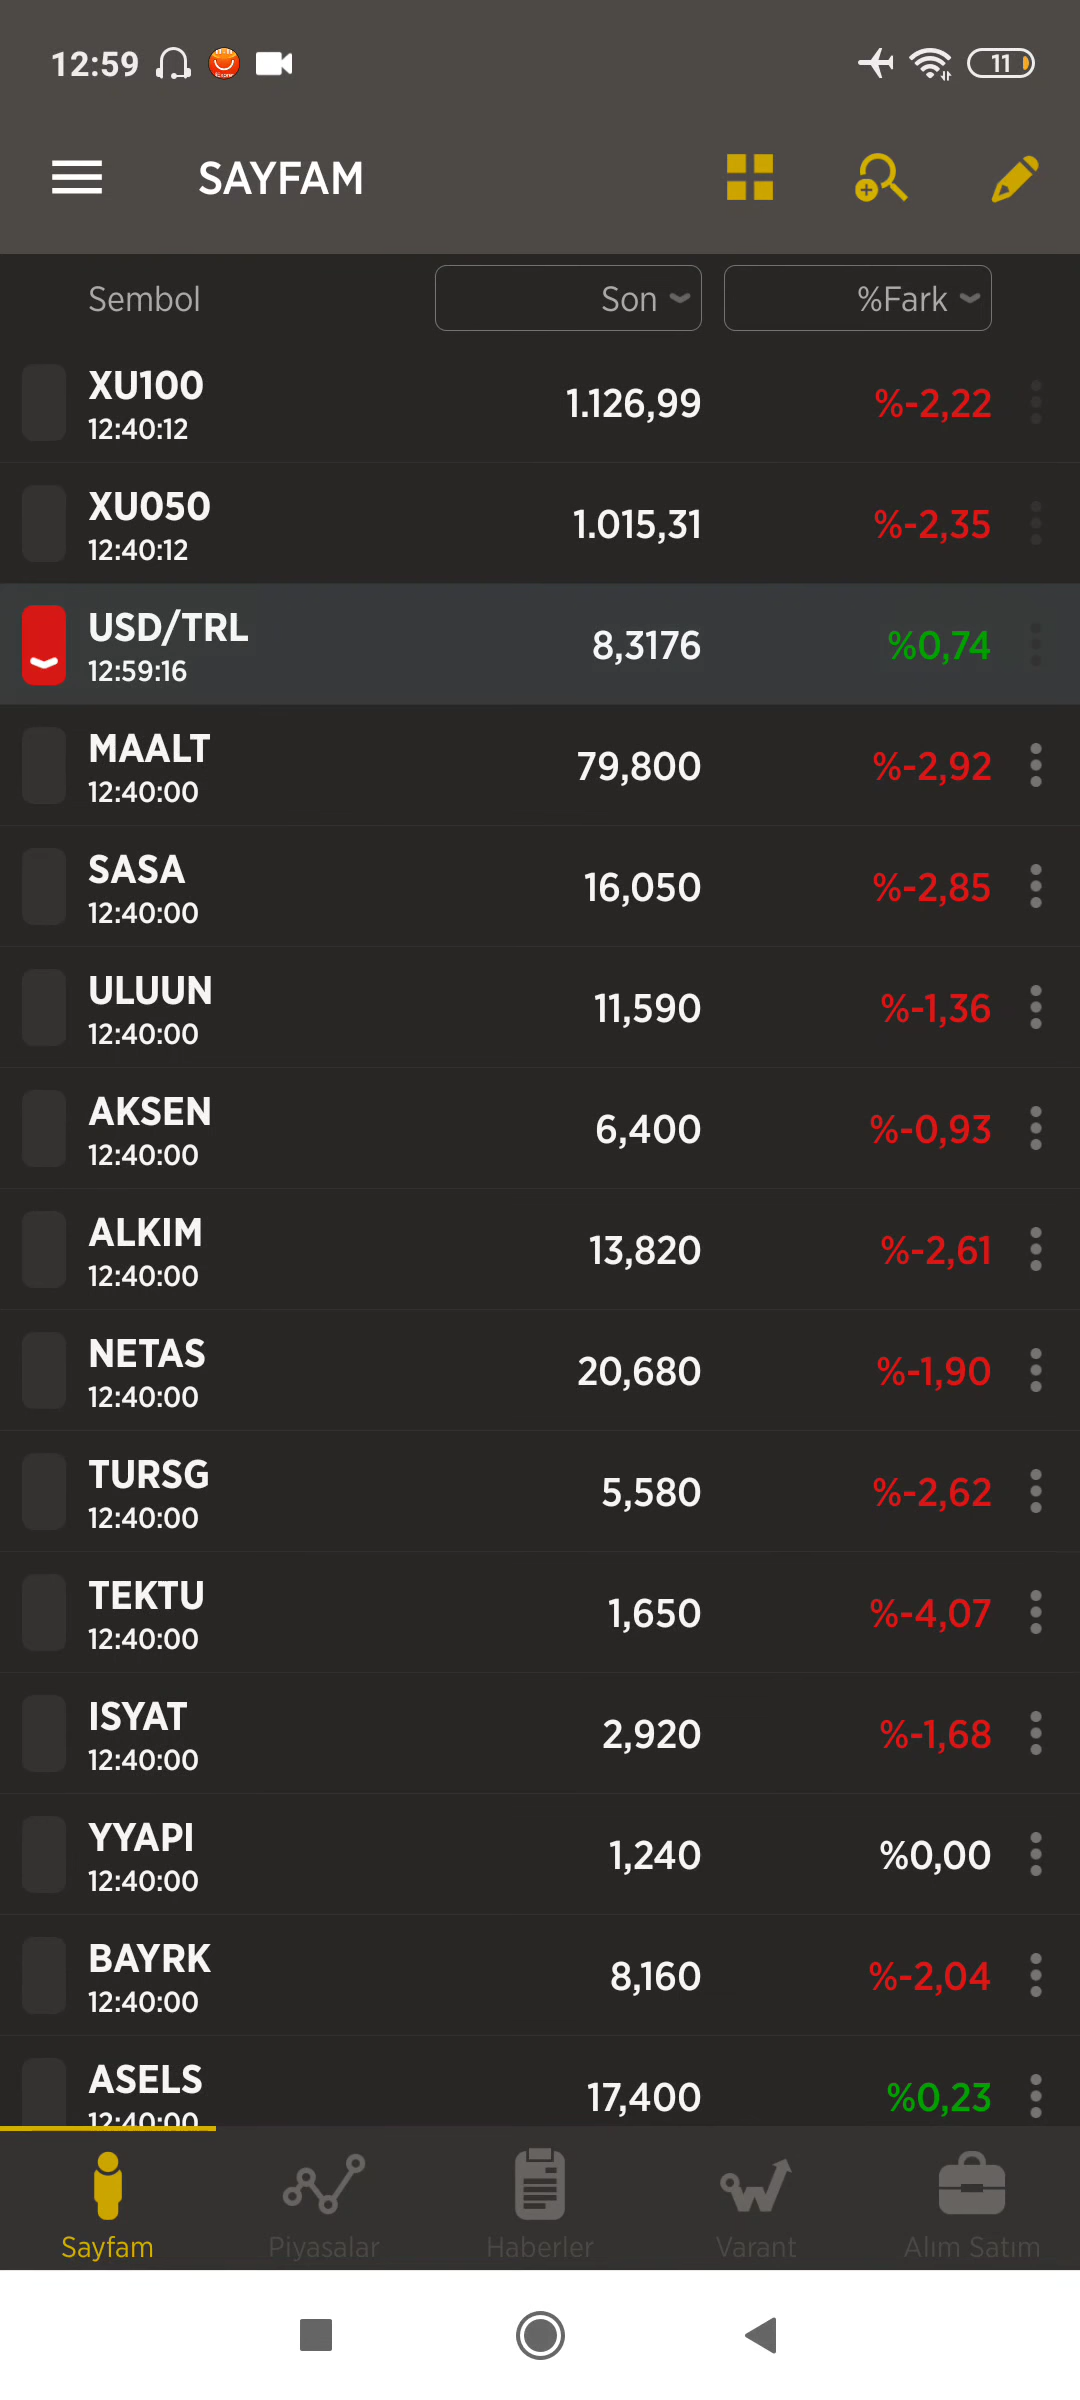 12:59
11
SAYFAM
Sembol Son %Fark
XU100 1.126,99 %-2,22
12:40:12
XU050 1.015,31 %-2,35
12:40:12
USD/TRL 8,3176 %0,74
12:59:16
MAALT 79,800 %-2,92
12:40:00
SASA 16,050 %-2,85
12:40:00
ULUUN 11,590 %-1,36
12:40:00
AKSEN 6,400 %-0,93
12:40:00
ALKIM 13,820 %-2,61
12:40:00
NETAS 20,680 %-1,90
12:40:00
TURSG 5,580 %-2,62
12:40:00
TEKTU 1,650 %-4,07
12:40:00
ISYAT 2,920 %-1,68
12:40:00
YYAPI 1,240 %0,00
12:40:00
BAYRK 8,160 %-2,04
12:40:00
ASELS 17,400 %0,23
12:40:00
Sayfam Piyasalar Haberler Varant Alım Satım